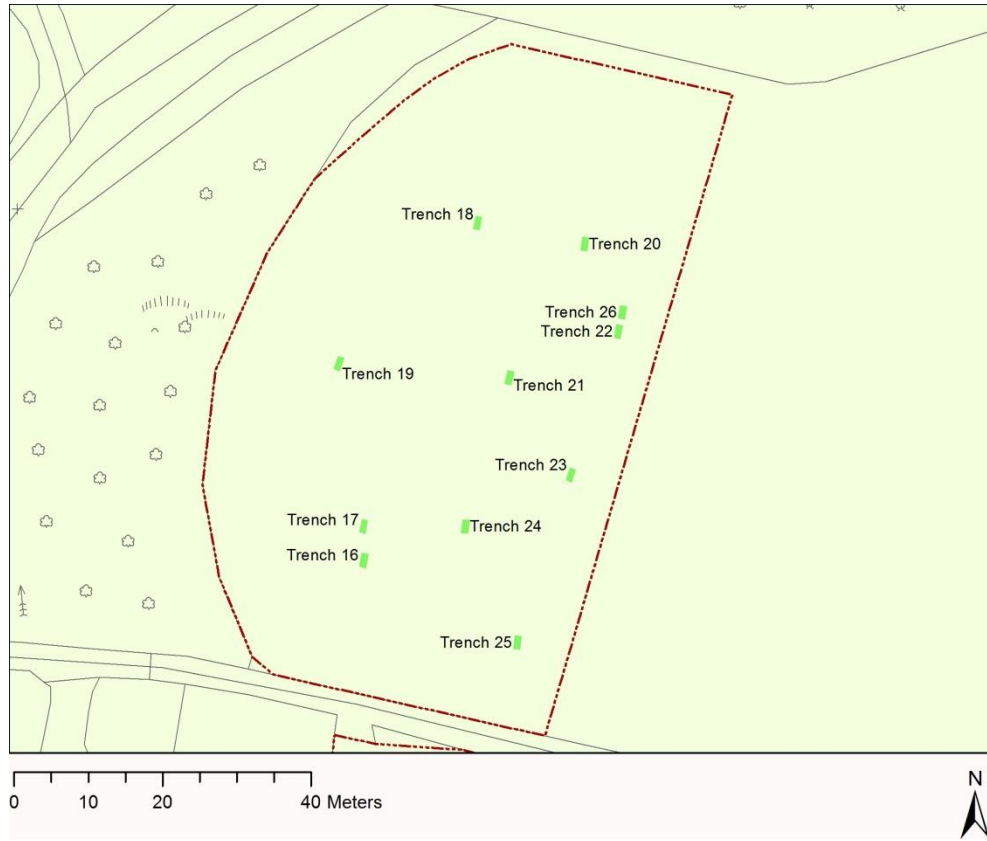 Trench 18
Trench 20
Trench 26
Trench 22
Trench 19
Trench 21
Trench 23
Trench 17
Trench 24
Trench 16
Trench 25
0 10 20 40 Meters
N